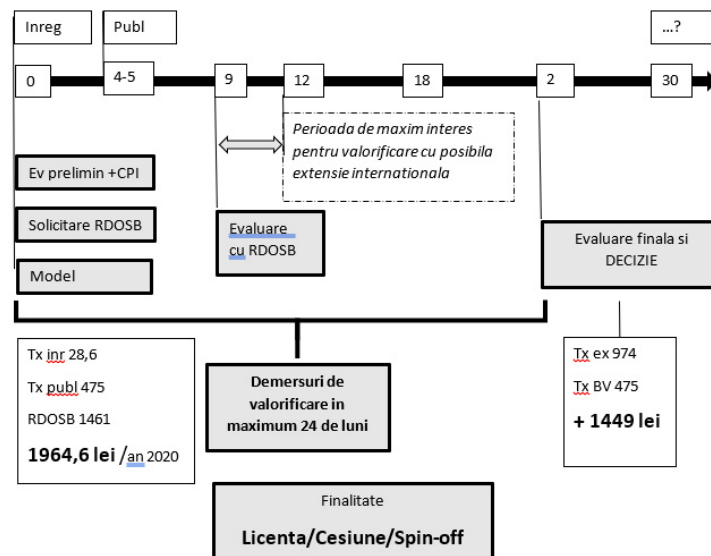 Inreg
Publ
...?
0
4-5
9
12
18
2
30
Perioada de maxim interes
pentru valorificare cu posibila
extensie internationala
Ev prelimin +CPI
Solicitare RDOSB
Model
Evaluare
cu RDOSB
Evaluare finala si
DECIZIE
Tx inr 28,6
Tx publ 475
RDOSB 1461
1964,6 lei /an 2020
Demersuri de
valorificare in
maximum 24 de luni
Tx ex 974
Tx BV 475
+ 1449 lei
Finalitate
Licenta/Cesiune/Spin-off